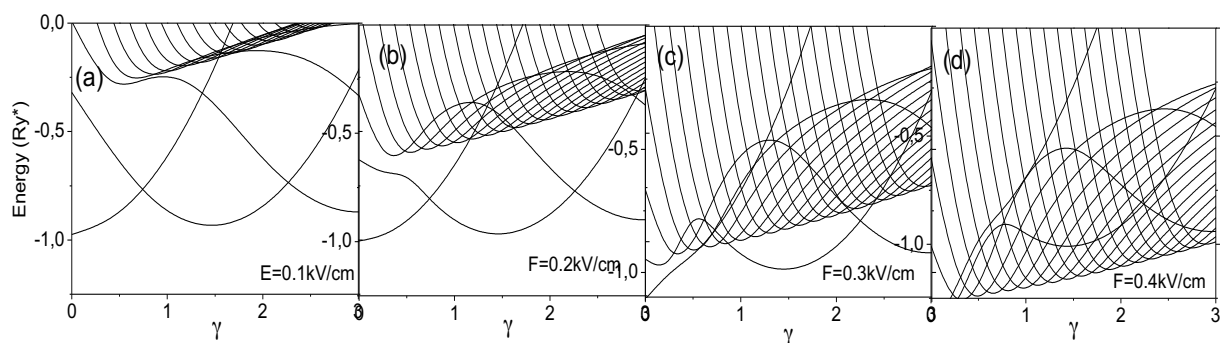 0,0
-0,5
-1,0
Energy (Ry*)
(a)
E=0.1kV/cm
0 1 2 3
γ
(b)
-0,5
-1,0
F=0.2kV/cm
0 1 2 3
γ
(c)
-0,5
-1,0
F=0.3kV/cm
0 1 2 3
γ
(d)
-0,5
-1,0
F=0.4kV/cm
0 1 2 3
γ